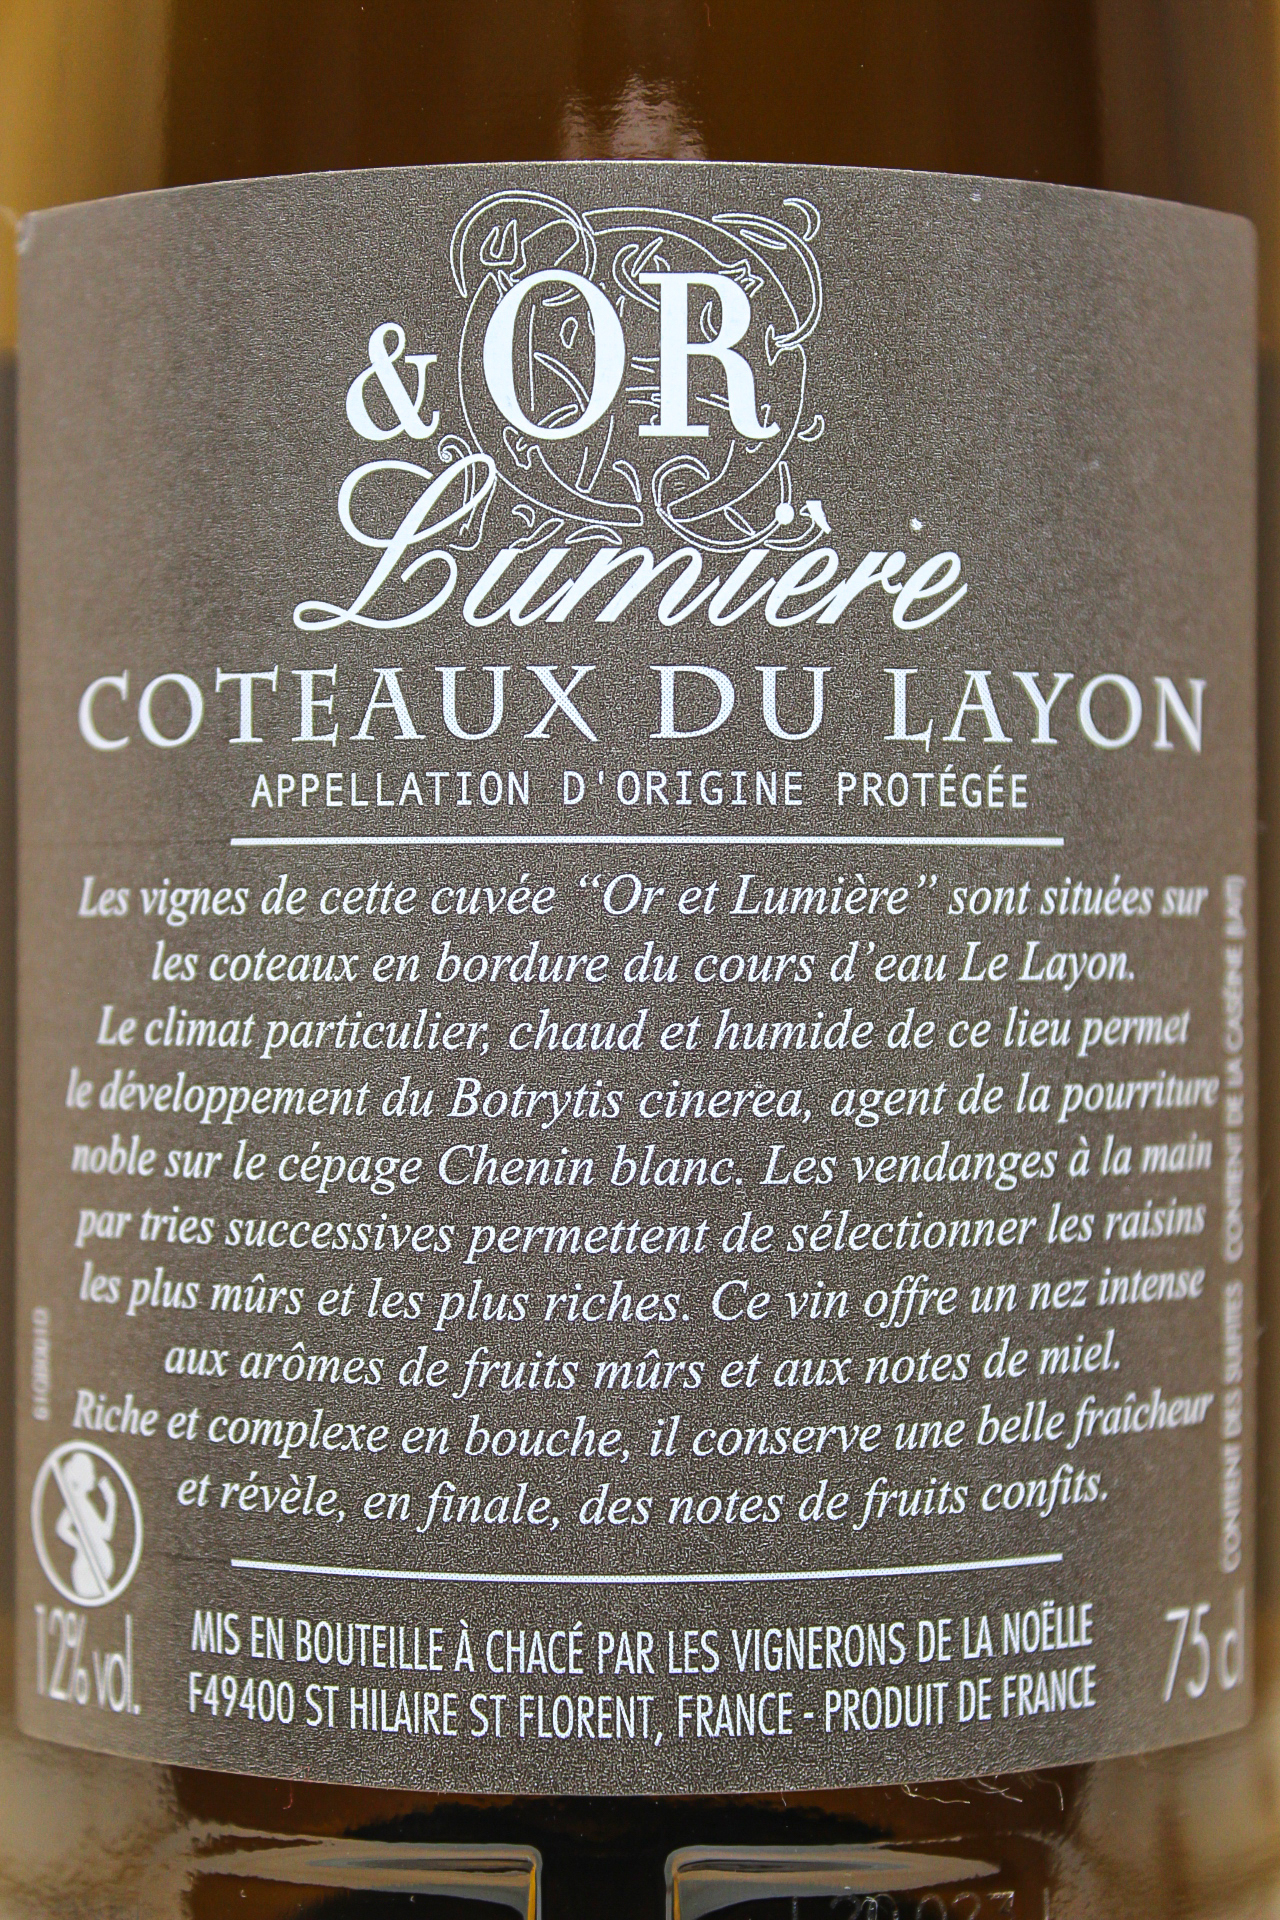 & OR
Lumière
COTEAUX DU LAYON
APPELLATION D'ORIGINE PROTÉGÉE
Les vignes de cette cuvée “Or et Lumière” sont situées sur
les coteaux en bordure du cours d’eau Le Layon.
Le climat particulier, chaud et humide de ce lieu permet
le développement du Botrytis cinerea, agent de la pourriture
noble sur le cépage Chenin blanc. Les vendanges à la main
par tries successives permettent de sélectionner les raisins
les plus mûrs et les plus riches. Ce vin offre un nez intense
aux arômes de fruits mûrs et aux notes de miel.
Riche et complexe en bouche, il conserve une belle fraîcheur
et révèle, en finale, des notes de fruits confits.
CONTIENT DES SULFITES CONTIENT DE LA CASÉINE (LAIT)
12% vol.
MIS EN BOUTEILLE À CHACÉ PAR LES VIGNERONS DE LA NOËLLE
F49400 ST HILAIRE ST FLORENT, FRANCE - PRODUIT DE FRANCE
75 cl